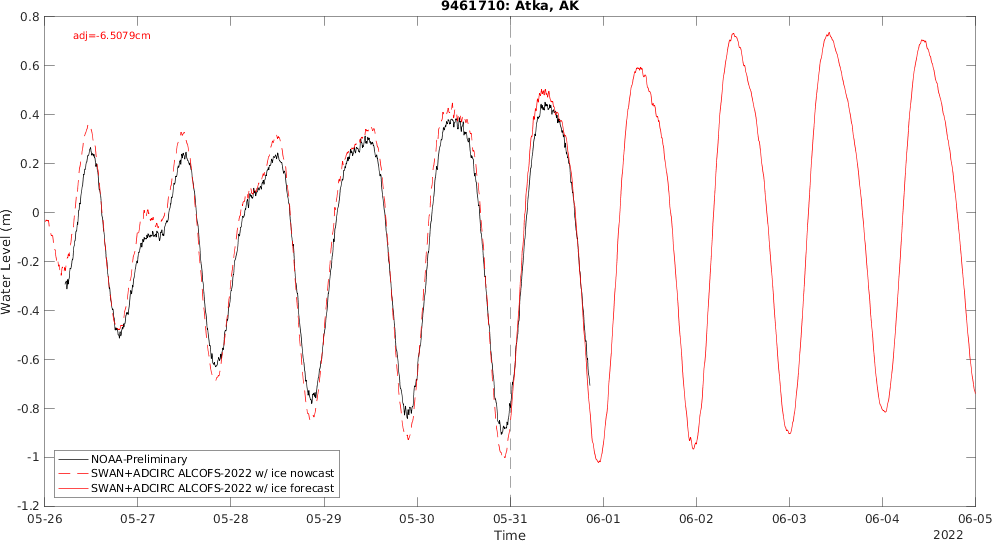 9461710: Atka, AK
adj=-6.5079cm
0.8
0.6
0.4
0.2
0
-0.2
-0.4
-0.6
-0.8
-1
-1.2
Water Level (m)
NOAA-Preliminary
SWAN+ADCIRC ALCOFS-2022 w/ ice nowcast
SWAN+ADCIRC ALCOFS-2022 w/ ice forecast
05-26 05-27 05-28 05-29 05-30 05-31 06-01 06-02 06-03 06-04 06-05
Time
2022